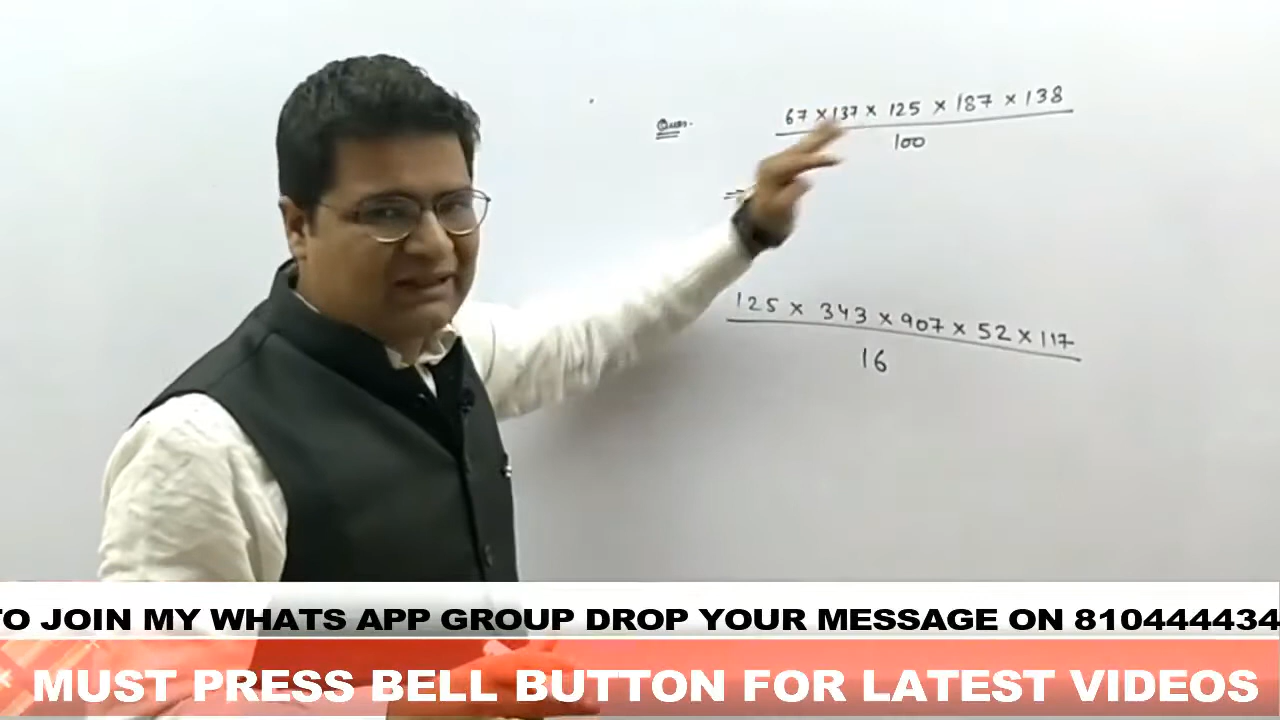 Ques.
67 × 137 × 125 × 187 × 138
100
⇒
125 × 343 × 907 × 52 × 117
16
TO JOIN MY WHATS APP GROUP DROP YOUR MESSAGE ON 810444434
MUST PRESS BELL BUTTON FOR LATEST VIDEOS